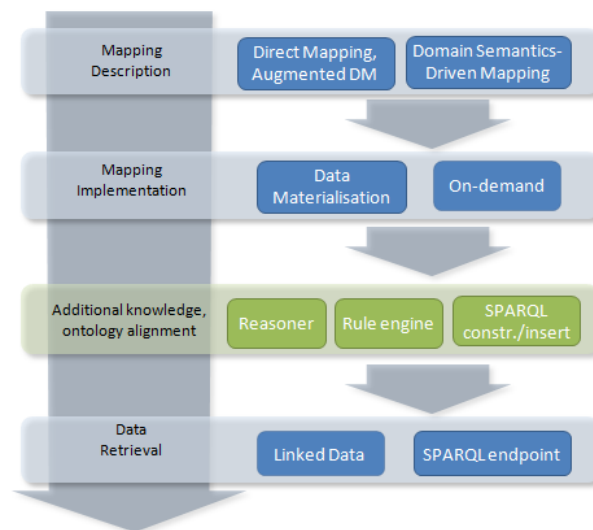 Mapping
Description
Direct Mapping,
Augmented DM
Domain Semantics-
Driven Mapping
Mapping
Implementation
Data
Materialisation
On-demand
Additional knowledge,
ontology alignment
Reasoner
Rule engine
SPARQL
constr./insert
Data
Retrieval
Linked Data
SPARQL endpoint